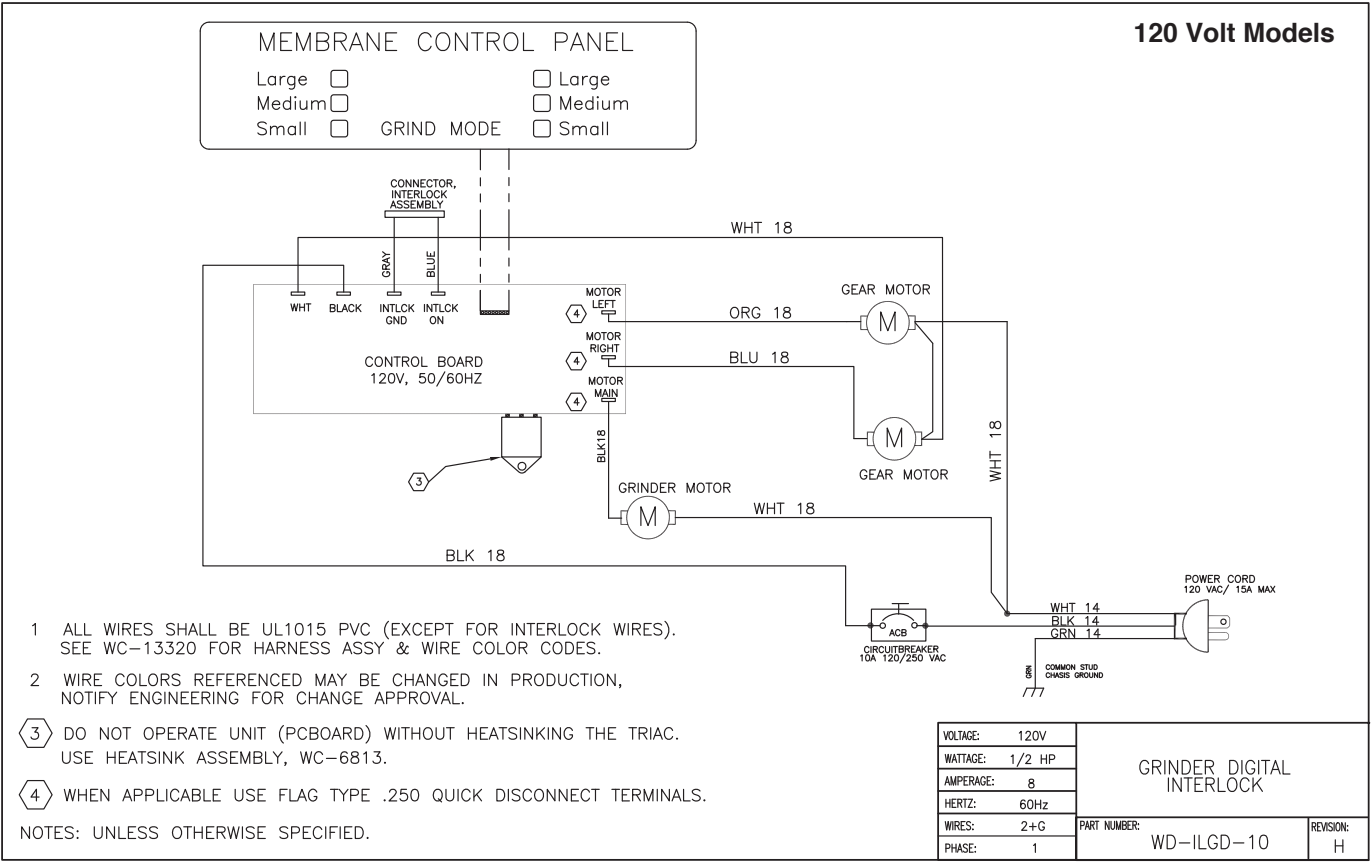 120 Volt Models
MEMBRANE CONTROL PANEL
Large Large
Medium Medium
Small GRIND MODE Small
CONNECTOR,
INTERLOCK
ASSEMBLY
WHT 18
GRAY
BLUE
WHT
BLACK
INTLCK
GND
INTLCK
ON
MOTOR
LEFT
4
MOTOR
RIGHT
4
MOTOR
MAIN
4
CONTROL BOARD
120V, 50/60HZ
ORG 18
BLU 18
GEAR MOTOR
M
M
GEAR MOTOR
WHT 18
BLK18
3
GRINDER MOTOR
M
WHT 18
BLK 18
ACB
CIRCUITBREAKER
10A 120/250 VAC
POWER CORD
120 VAC/ 15A MAX
WHT 14
BLK 14
GRN 14
GRN
COMMON STUD
CHASIS GROUND
1 ALL WIRES SHALL BE UL1015 PVC (EXCEPT FOR INTERLOCK WIRES).
SEE WC-13320 FOR HARNESS ASSY & WIRE COLOR CODES.
2 WIRE COLORS REFERENCED MAY BE CHANGED IN PRODUCTION,
NOTIFY ENGINEERING FOR CHANGE APPROVAL.
3 DO NOT OPERATE UNIT (PCBOARD) WITHOUT HEATSINKING THE TRIAC.
USE HEATSINK ASSEMBLY, WC-6813.
4 WHEN APPLICABLE USE FLAG TYPE .250 QUICK DISCONNECT TERMINALS.
NOTES: UNLESS OTHERWISE SPECIFIED.
VOLTAGE: 120V
WATTAGE: 1/2 HP
AMPERAGE: 8
HERTZ: 60Hz
WIRES: 2+G
PHASE: 1
GRINDER DIGITAL
INTERLOCK
PART NUMBER:
WD-ILGD-10
REVISION:
H